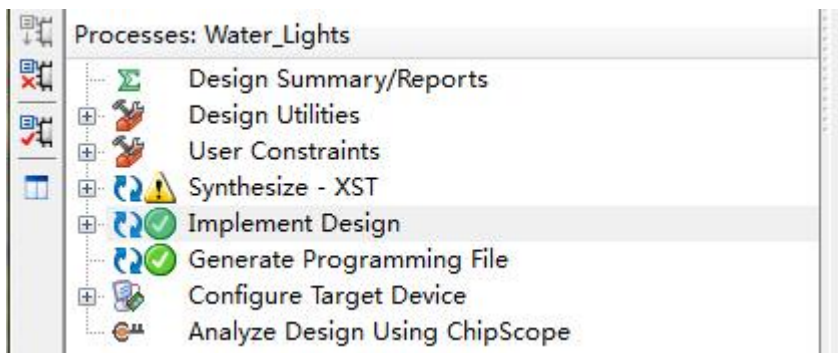 Processes: Water_Lights
Design Summary/Reports
Design Utilities
User Constraints
Synthesize - XST
Implement Design
Generate Programming File
Configure Target Device
Analyze Design Using ChipScope